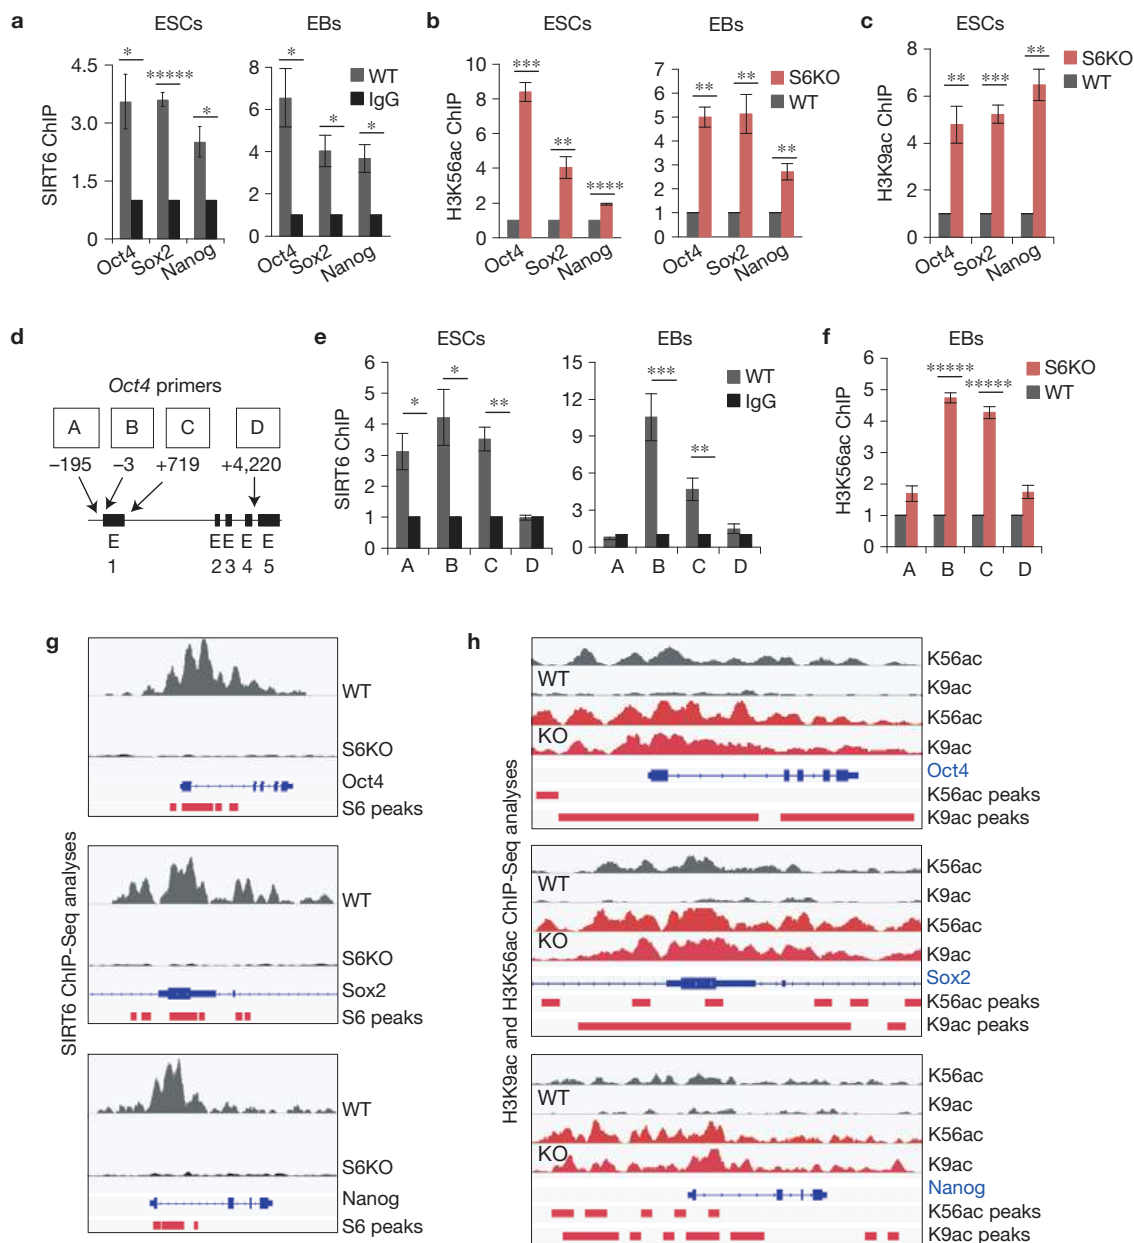 a
ESCs
EBs
SIRT6 ChIP
4.5
3.0
1.5
0
*
*****
*
Oct4
Sox2
Nanog
8
6
4
2
0
*
*
*
Oct4
Sox2
Nanog
WT
IgG
b
ESCs
EBs
H3K56ac ChIP
10
8
6
4
2
0
***
**
****
Oct4
Sox2
Nanog
7
6
5
4
3
2
1
0
**
**
**
Oct4
Sox2
Nanog
S6KO
WT
c
ESCs
H3K9ac ChIP
8
6
4
2
0
**
***
**
Oct4
Sox2
Nanog
S6KO
WT
d
Oct4 primers
A B C D
–195 –3 +719 +4,220
E E E E E
1 2 3 4 5
e
ESCs
EBs
SIRT6 ChIP
6
5
4
3
2
1
0
*
*
**
A B C D
15
12
9
6
3
0
***
**
A B C D
WT
IgG
f
EBs
H3K56ac ChIP
6
5
4
3
2
1
0
*****
*****
A B C D
S6KO
WT
g
SIRT6 ChIP-Seq analyses
WT
S6KO
Oct4
S6 peaks
WT
S6KO
Sox2
S6 peaks
WT
S6KO
Nanog
S6 peaks
h
H3K9ac and H3K56ac ChIP-Seq analyses
K56ac
WT
K9ac
K56ac
KO
K9ac
Oct4
K56ac peaks
K9ac peaks
K56ac
WT
K9ac
K56ac
KO
K9ac
Sox2
K56ac peaks
K9ac peaks
K56ac
WT
K9ac
K56ac
KO
K9ac
Nanog
K56ac peaks
K9ac peaks